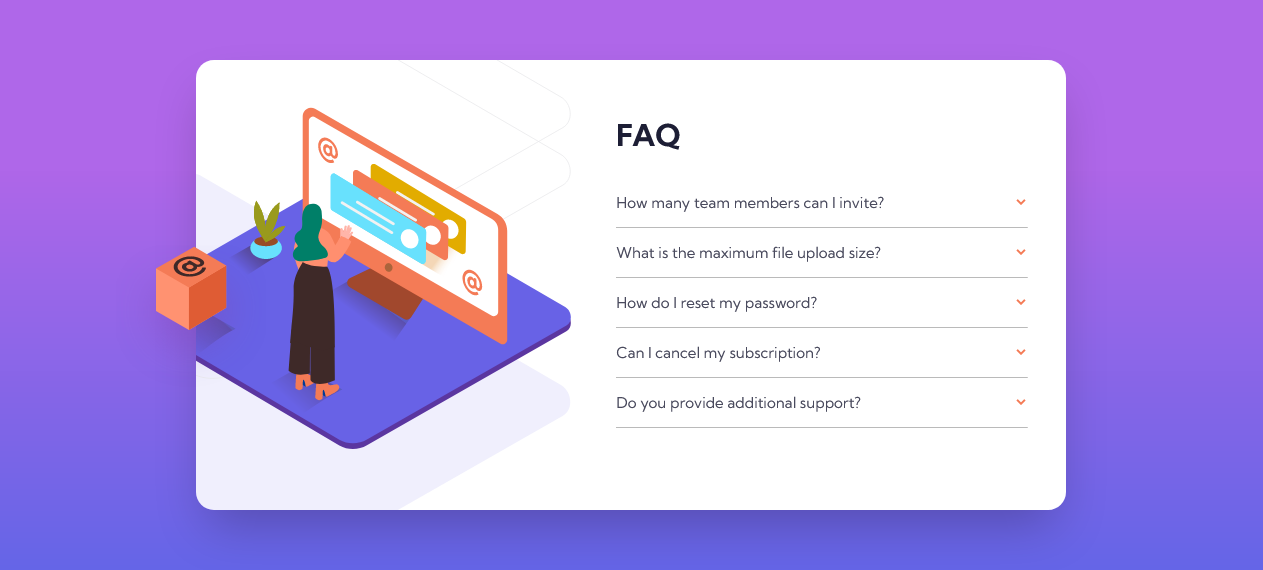 @
@
@
FAQ
How many team members can I invite?
What is the maximum file upload size?
How do I reset my password?
Can I cancel my subscription?
Do you provide additional support?